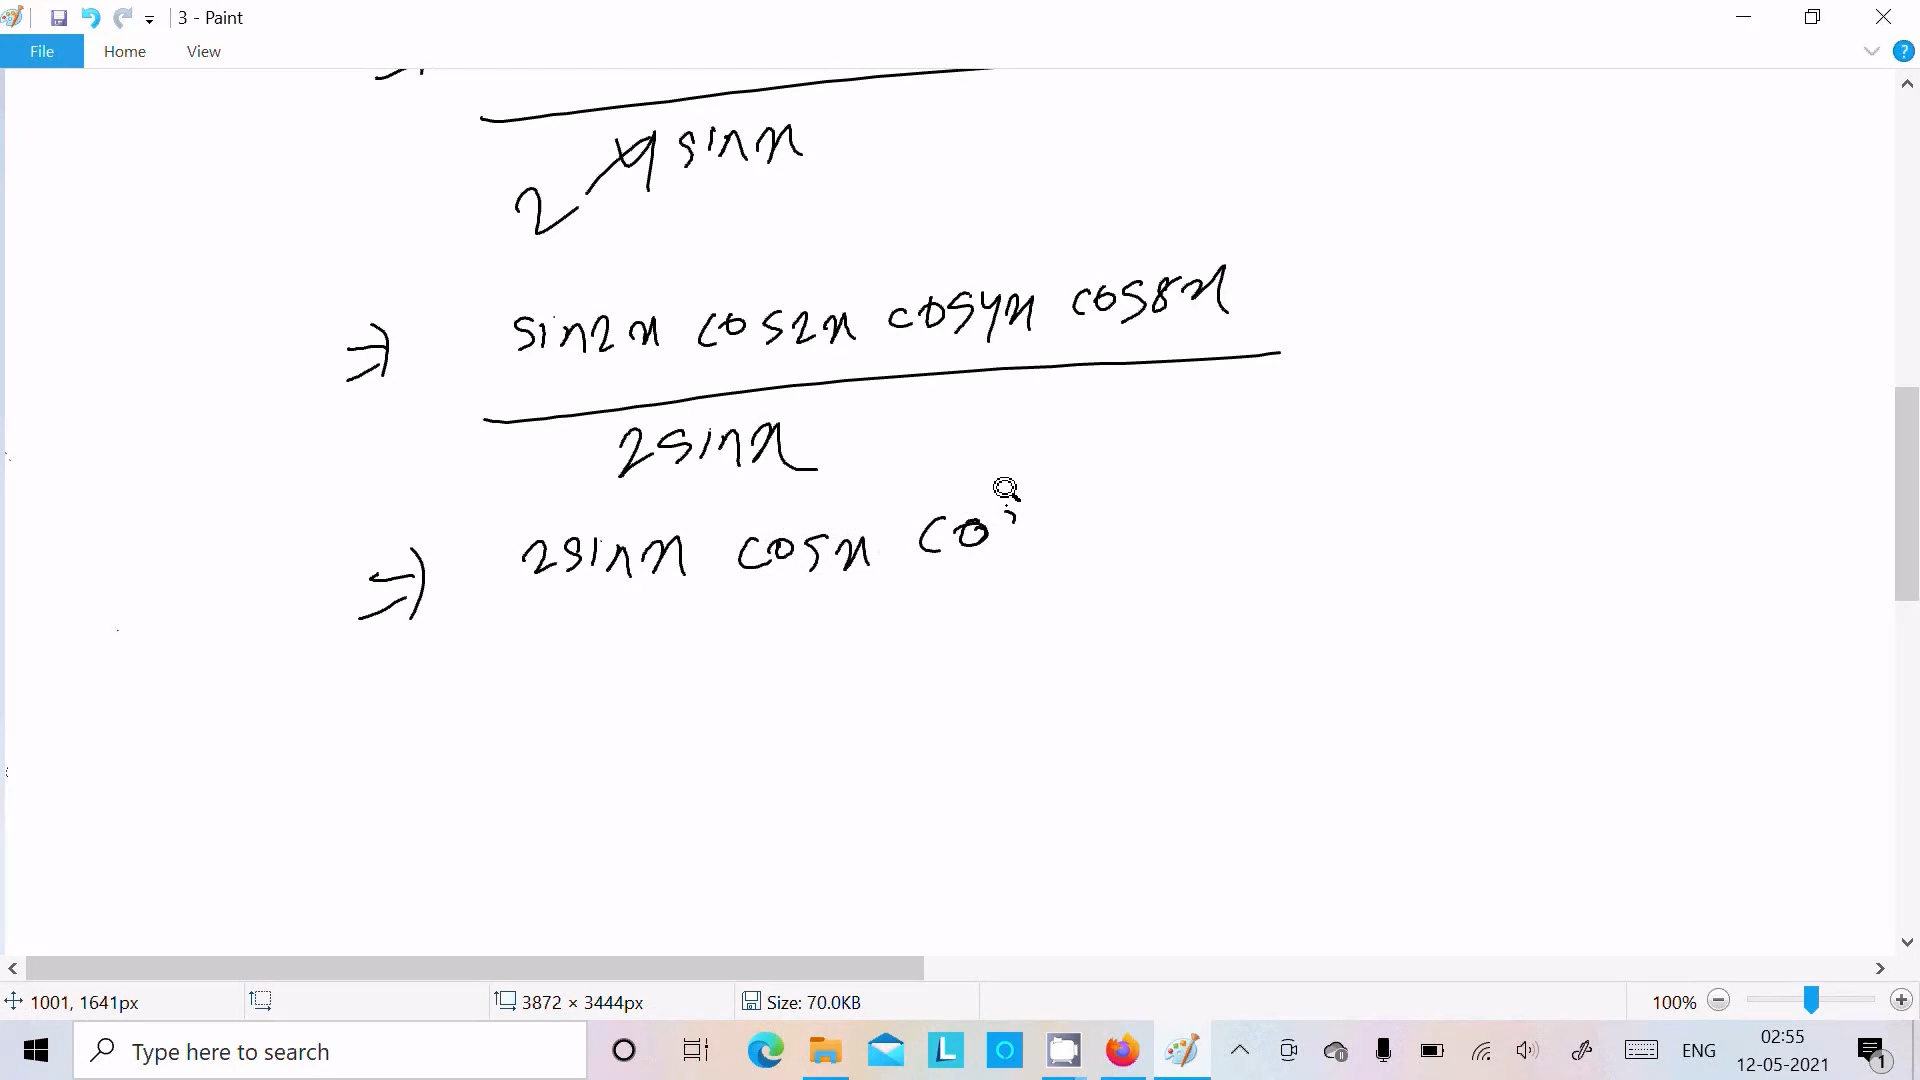 3 - Paint
File Home View
4 sinx
2
⇒ sin2x cos2x cos4x cos8x
2sinx
⇒ 2sinx cosx co
1001, 1641px 3872 × 3444px Size: 70.0KB 100%
Type here to search
L
ENG
02:55
12-05-2021
1